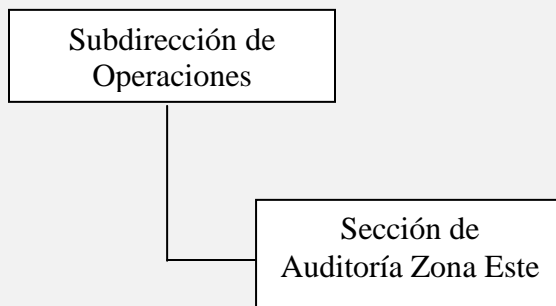 Subdirección de
Operaciones
Sección de
Auditoría Zona Este